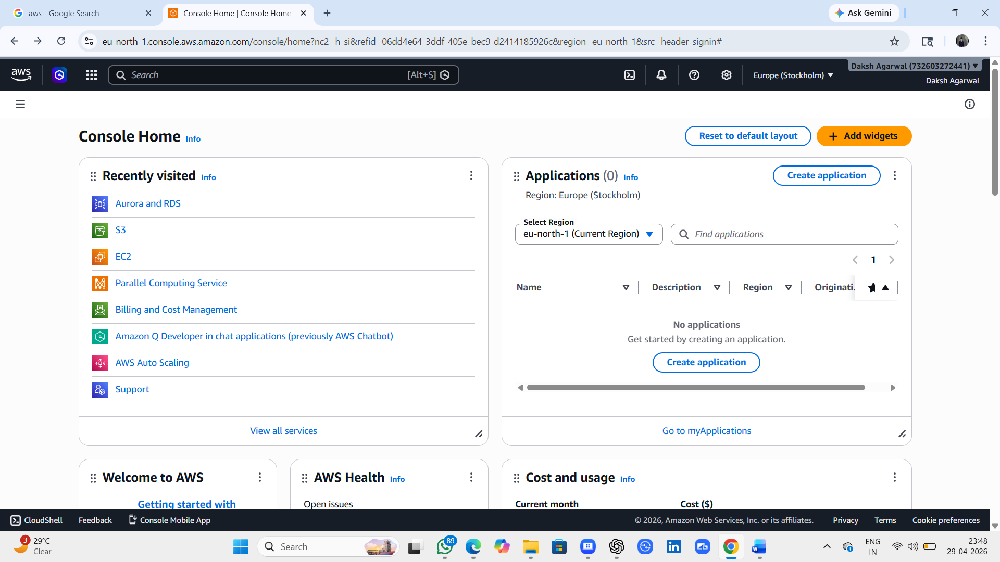 aws - Google Search
Console Home | Console Home
Ask Gemini
eu-north-1.console.aws.amazon.com/console/home?nc2=h_si&refid=06dd4e64-3ddf-405e-bec9-d2414185926c&region=eu-north-1&src=header-signin#
aws
Search
[Alt+S]
Europe (Stockholm)
Daksh Agarwal (732603272441)
Daksh Agarwal
Console Home Info
Reset to default layout
Add widgets
Recently visited Info
Aurora and RDS
S3
EC2
Parallel Computing Service
Billing and Cost Management
Amazon Q Developer in chat applications (previously AWS Chatbot)
AWS Auto Scaling
Support
View all services
Applications (0) Info
Create application
Region: Europe (Stockholm)
Select Region
eu-north-1 (Current Region)
Find applications
1
Name
Description
Region
Originati.
No applications
Get started by creating an application.
Create application
Go to myApplications
Welcome to AWS
Getting started with
AWS Health Info
Open issues
Cost and usage Info
Current month
Cost ($)
CloudShell
Feedback
Console Mobile App
© 2026, Amazon Web Services, Inc. or its affiliates.
Privacy
Terms
Cookie preferences
3
29°C
Clear
Search
89
ENG
IN
23:48
29-04-2026